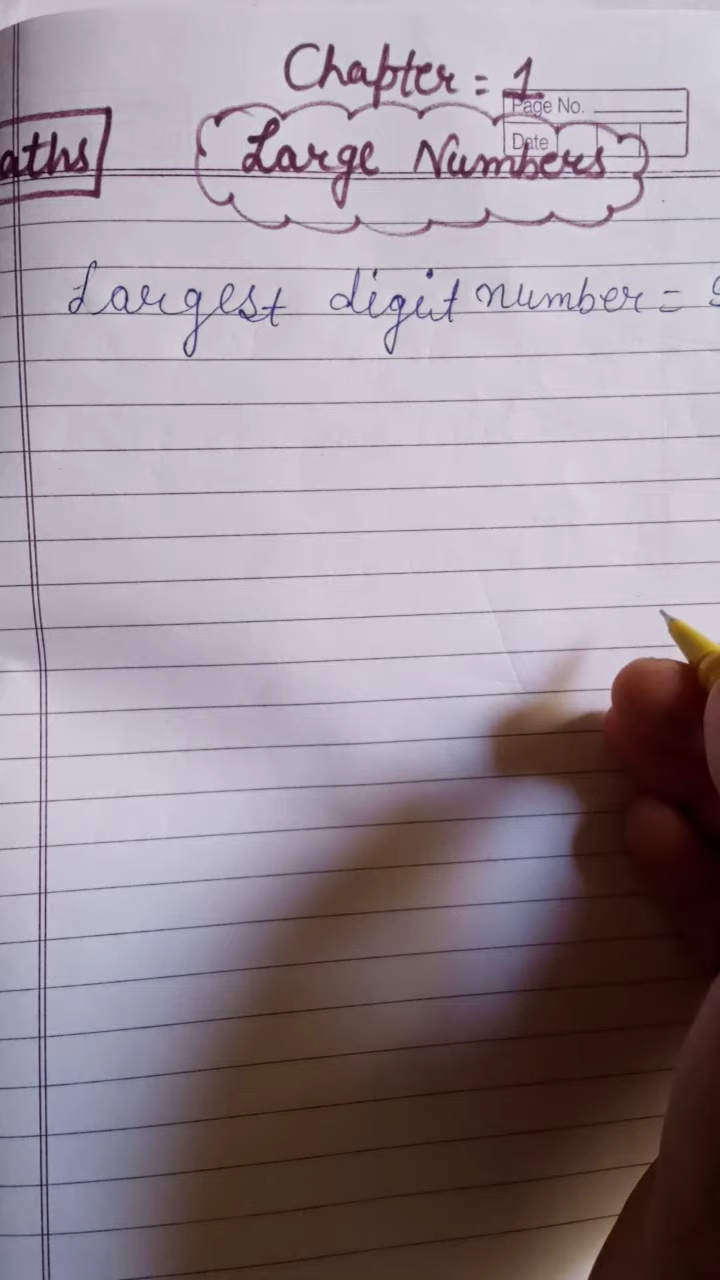 Chapter = 1
Page No.
Date
aths
Large Numbers
Largest digit number =